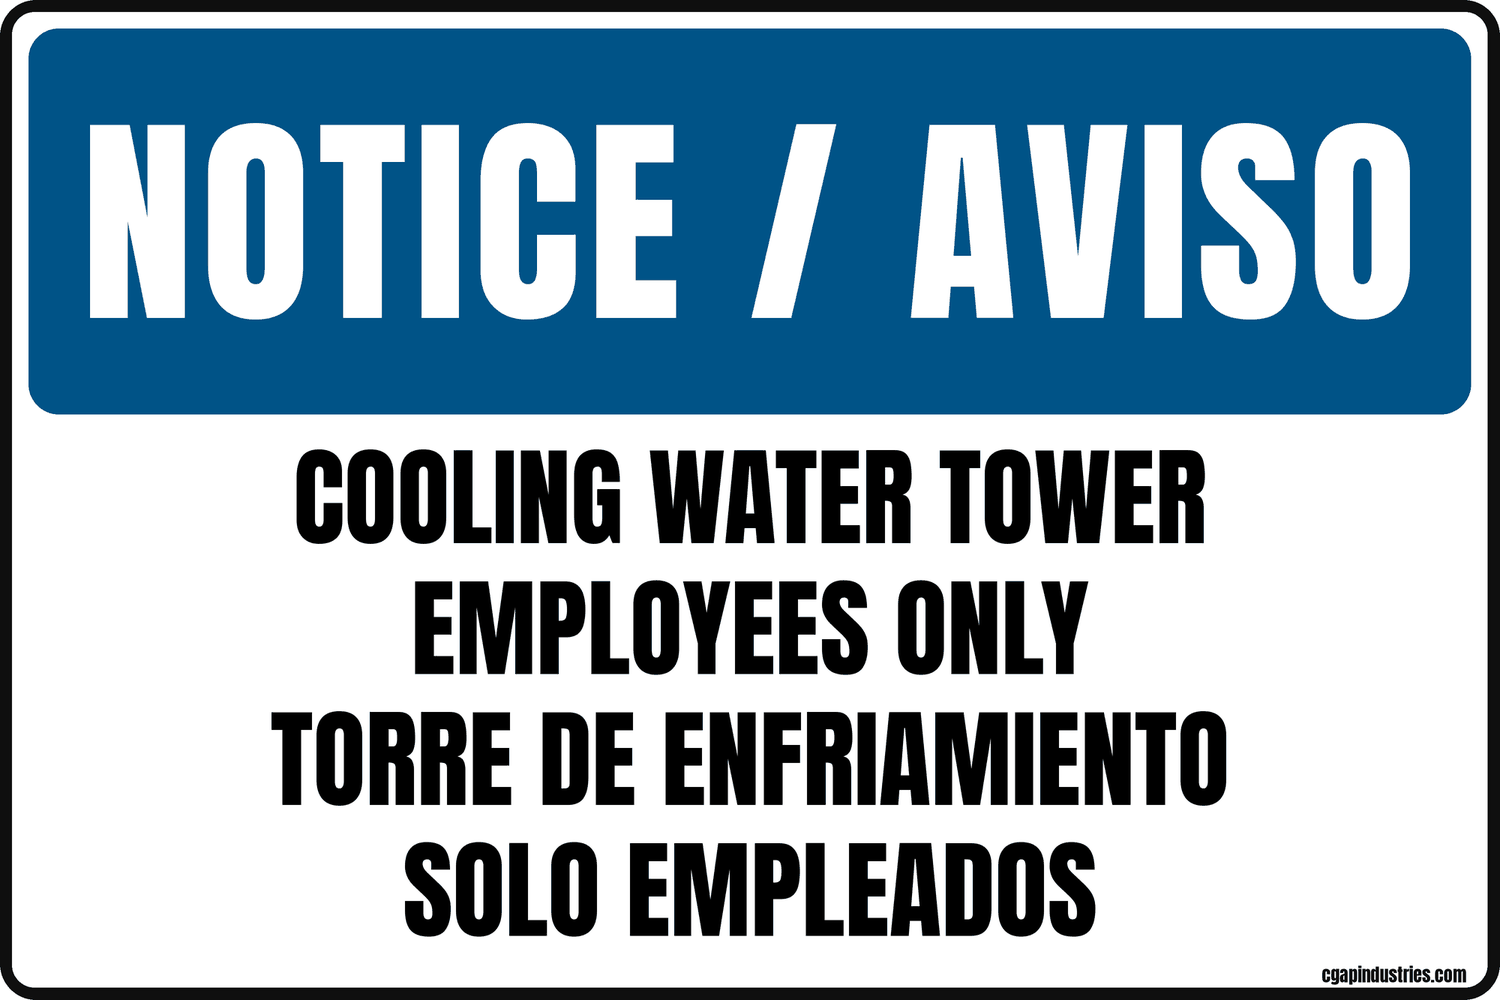 NOTICE / AVISO
COOLING WATER TOWER
EMPLOYEES ONLY
TORRE DE ENFRIAMIENTO
SOLO EMPLEADOS
cgapindustries.com